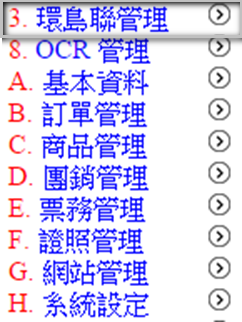 3. 環島聯管理
8. OCR 管理
A. 基本資料
B. 訂單管理
C. 商品管理
D. 團銷管理
E. 票務管理
F. 證照管理
G. 網站管理
H. 系統設定